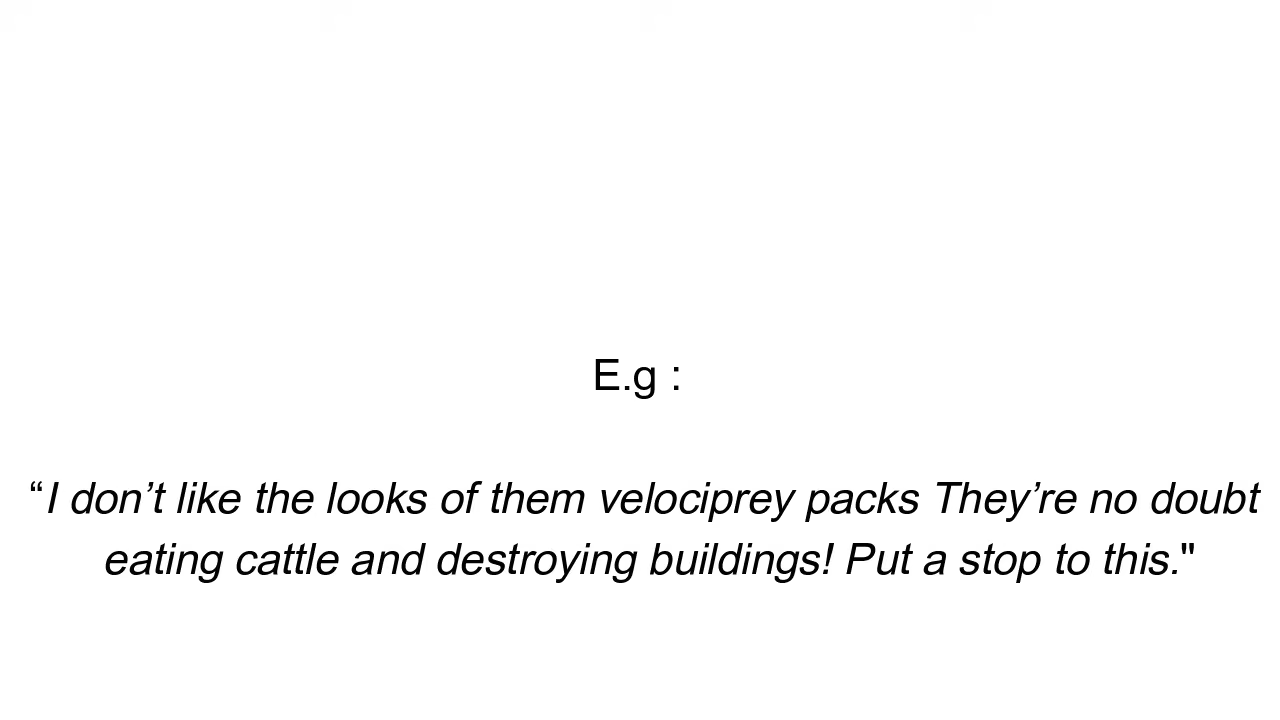 E.g :
“I don’t like the looks of them velociprey packs They’re no doubt
eating cattle and destroying buildings! Put a stop to this."